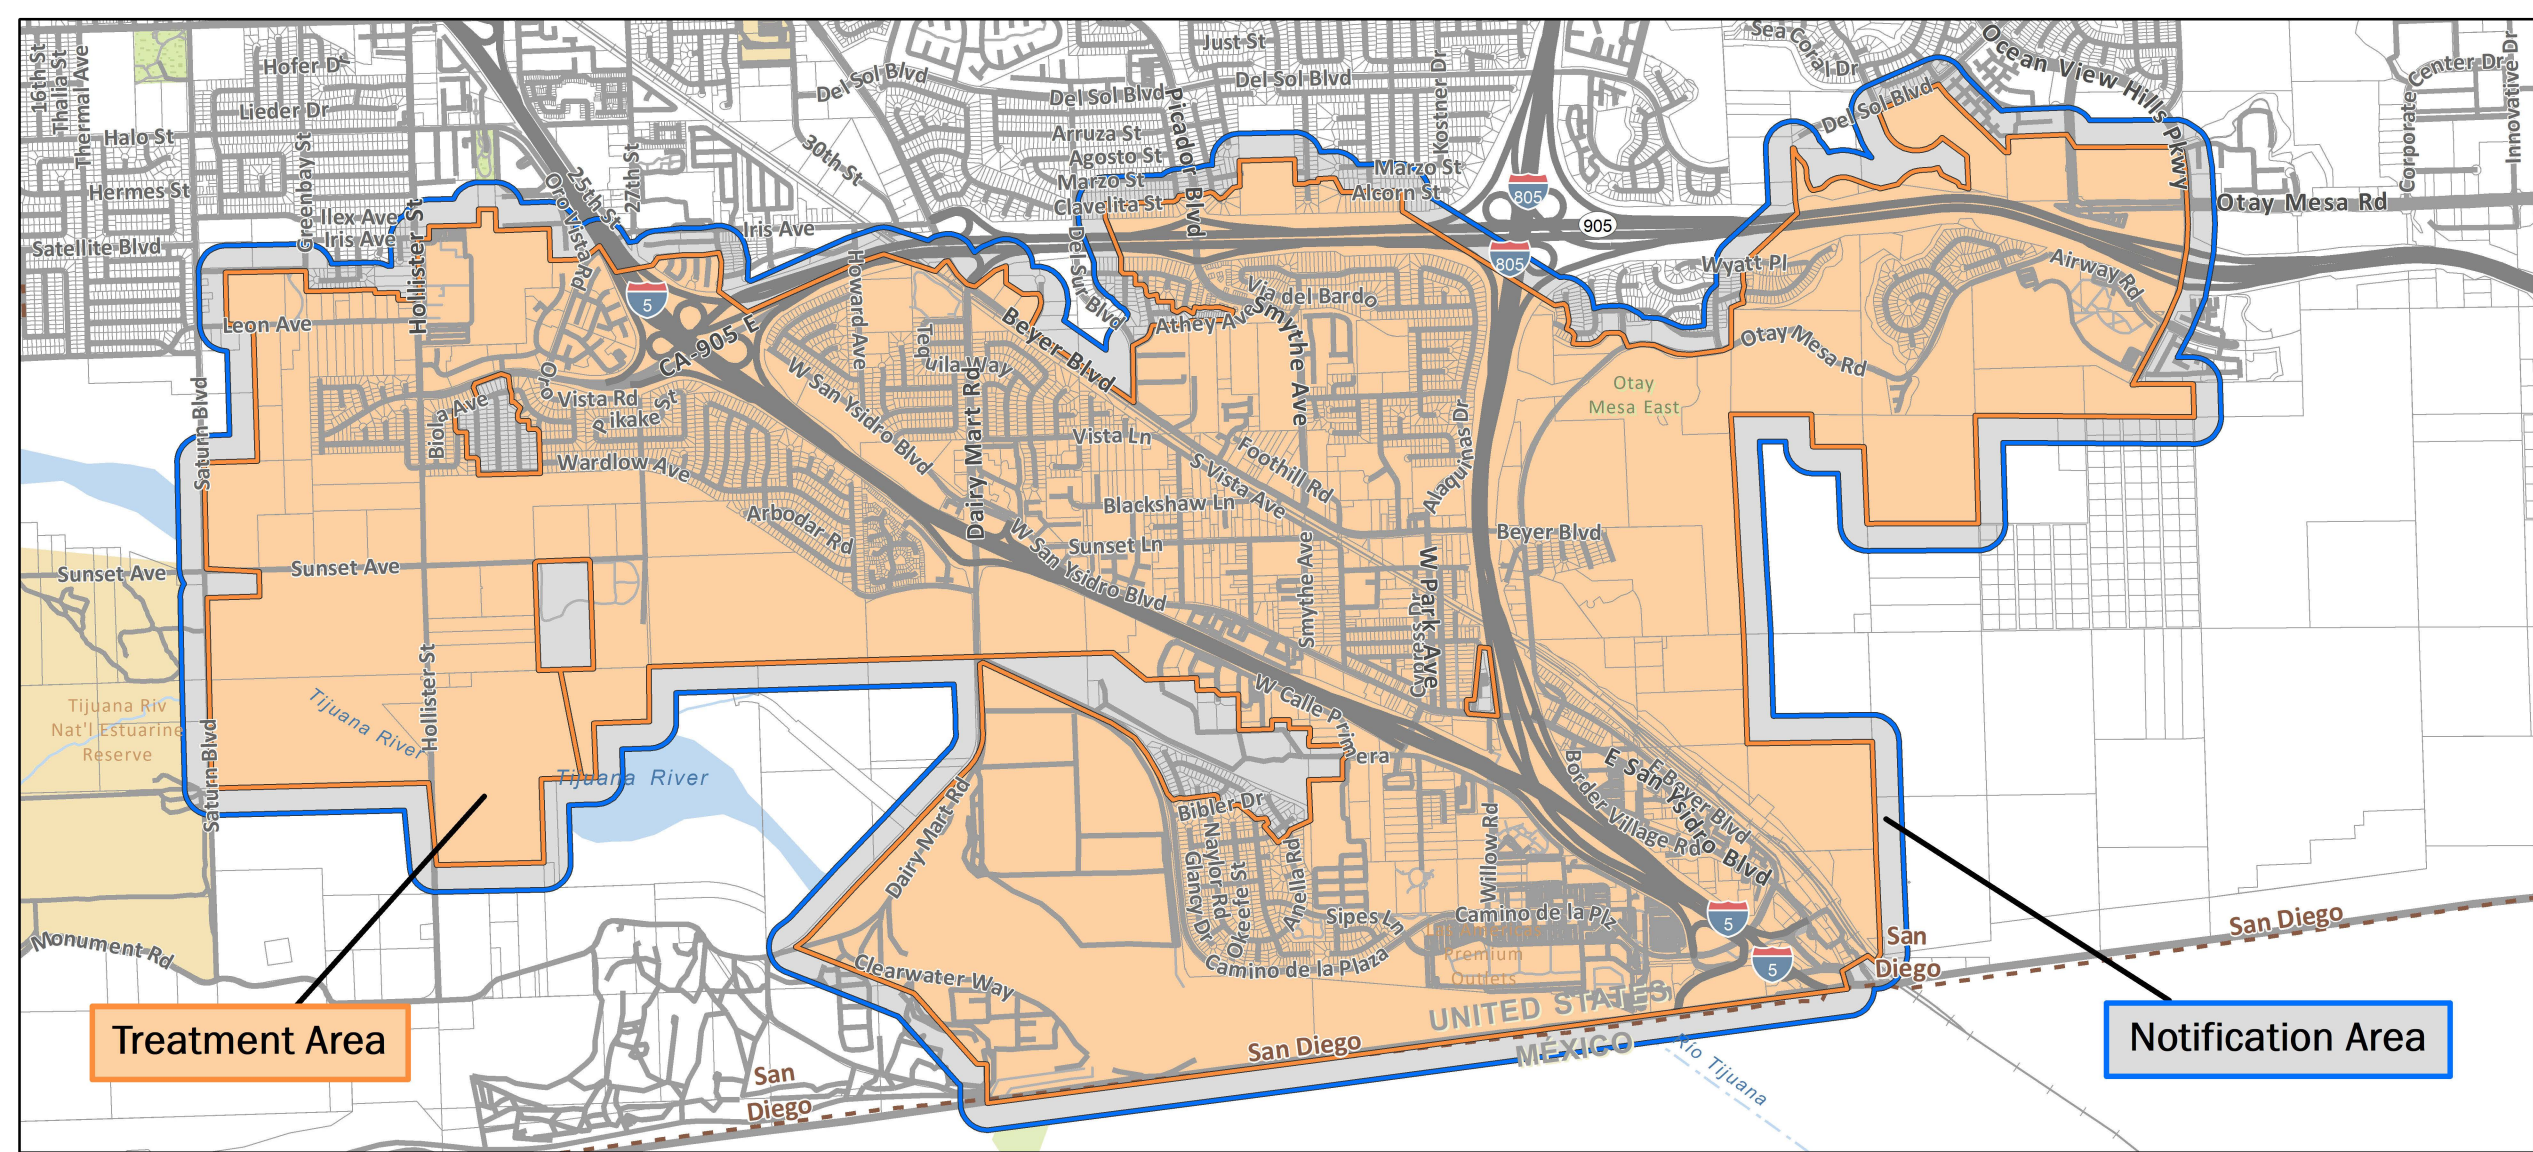 16th St
Thalia St
Thermal Ave
Hofer Dr
Lieder Dr
Halo St
Hermes St
Greenbay St
Ilex Ave
Iris Ave
Satellite Blvd
Hollister St
Leon Ave
Oro Vista Rd
25th St
27th St
Iris Ave
30th St
Del Sol Blvd
Just St
Del Sol Blvd
Del Sol Blvd
Picador Blvd
Arruza St
Agosto St
Marzo St
Clavelita St
Kostner Dr
Marzo St
Alcorn St
Sea Coral Dr
Del Sol Blvd
Ocean View Hills Pkwy
Center Dr
Corporate
Innovative Dr
Otay Mesa Rd
805
905
805
Wyatt Pl
Airway Rd
Otay Mesa Rd
Otay
Mesa East
5
CA-905 E
Howard Ave
Tequila Way
Dairy Mart Rd
Beyer Blvd
Del Sur Blvd
Athey Ave
Via del Bardo
Smythe Ave
Saturn Blvd
Biola Ave
Oro Vista Rd
Pikake St
Wardlow Ave
Arbodar Rd
W San Ysidro Blvd
Vista Ln
S Vista Ave
Foothill Rd
Alaquinas Dr
Blackshaw Ln
Sunset Ln
W San Ysidro Blvd
Beyer Blvd
Smythe Ave
Cypress Dr
W Park Ave
Sunset Ave
Sunset Ave
Tijuana Riv
Nat'l Estuarine
Reserve
Saturn Blvd
Tijuana River
Hollister St
Tijuana River
W Calle Primera
Bibler Dr
Naylor Rd
Glancy Dr
Okeefe St
Anella Rd
Sipes Ln
Camino de la Plaza
Willow Rd
Camino de la Plz
Las Americas
Premium
Outlets
Border Village Rd
E San Ysidro Blvd
E Beyer Blvd
5
5
Dairy Mart Rd
Clearwater Way
Monument Rd
Treatment Area
Notification Area
San Diego
San
Diego
UNITED STATES
MÉXICO
San Diego
San
Diego
Río Tijuana